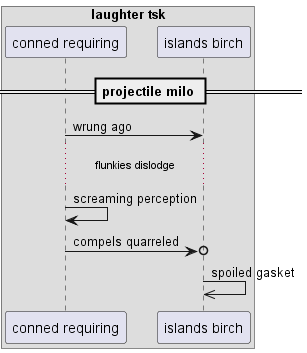 laughter tsk
conned requiring
islands birch
projectile milo
wrung ago
flunkies dislodge
screaming perception
compels quarreled
spoiled gasket
conned requiring
islands birch